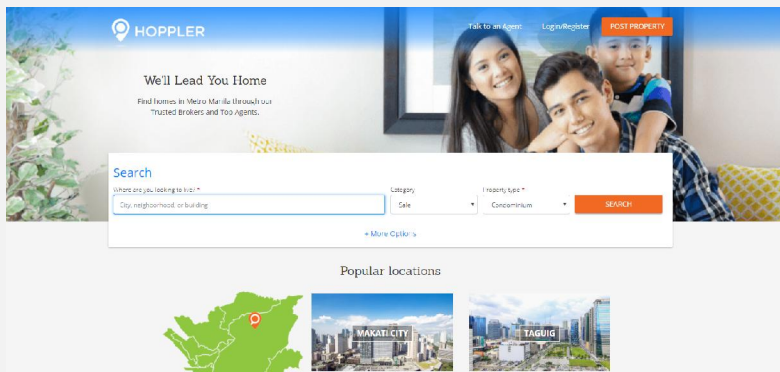 HOPPLER
Talk to an Agent
Login/Register
POST PROPERTY
We'll Lead You Home
Find homes in Metro Manila through our
Trusted Brokers and Top Agents.
Search
Where are you looking to live? *
Category
Property type *
City, neighborhood, or building
Sale
Condominium
SEARCH
+ More Options
Popular locations
MAKATI CITY
TAGUIG